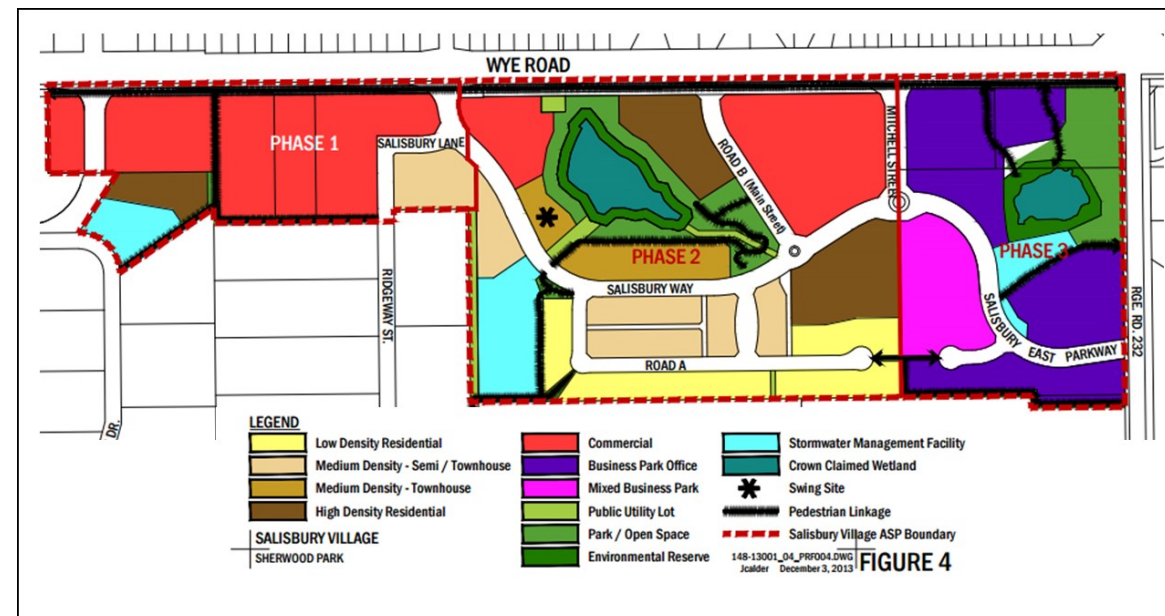 WYE ROAD
PHASE 1
SALISBURY LANE
ROAD B (Main Street)
MITCHELL STREET
PHASE 2
PHASE 3
SALISBURY WAY
RIDGEWAY ST.
ROAD A
SALISBURY EAST PARKWAY
RGE. RD. 232
DR.
LEGEND
Low Density Residential
Medium Density - Semi / Townhouse
Medium Density - Townhouse
High Density Residential
Commercial
Business Park Office
Mixed Business Park
Public Utility Lot
Park / Open Space
Environmental Reserve
Stormwater Management Facility
Crown Claimed Wetland
Swing Site
Pedestrian Linkage
Salisbury Village ASP Boundary
SALISBURY VILLAGE
SHERWOOD PARK
148-13001_04_PRF004.DWG
Jcalder December 3, 2013
FIGURE 4